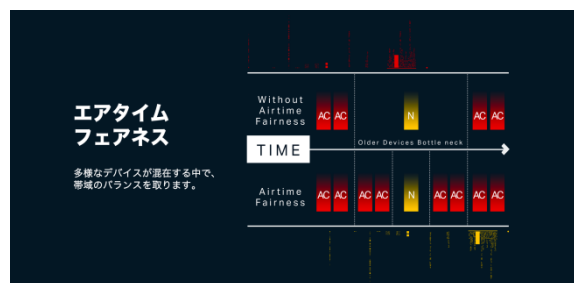 エアタイム
フェアネス
多様なデバイスが混在する中で、
帯域のバランスを取ります。
Without
Airtime
Fairness
AC AC
N
AC AC
TIME
Older Devices Bottle neck
Airtime
Fairness
AC AC
AC AC
N
AC AC
AC AC